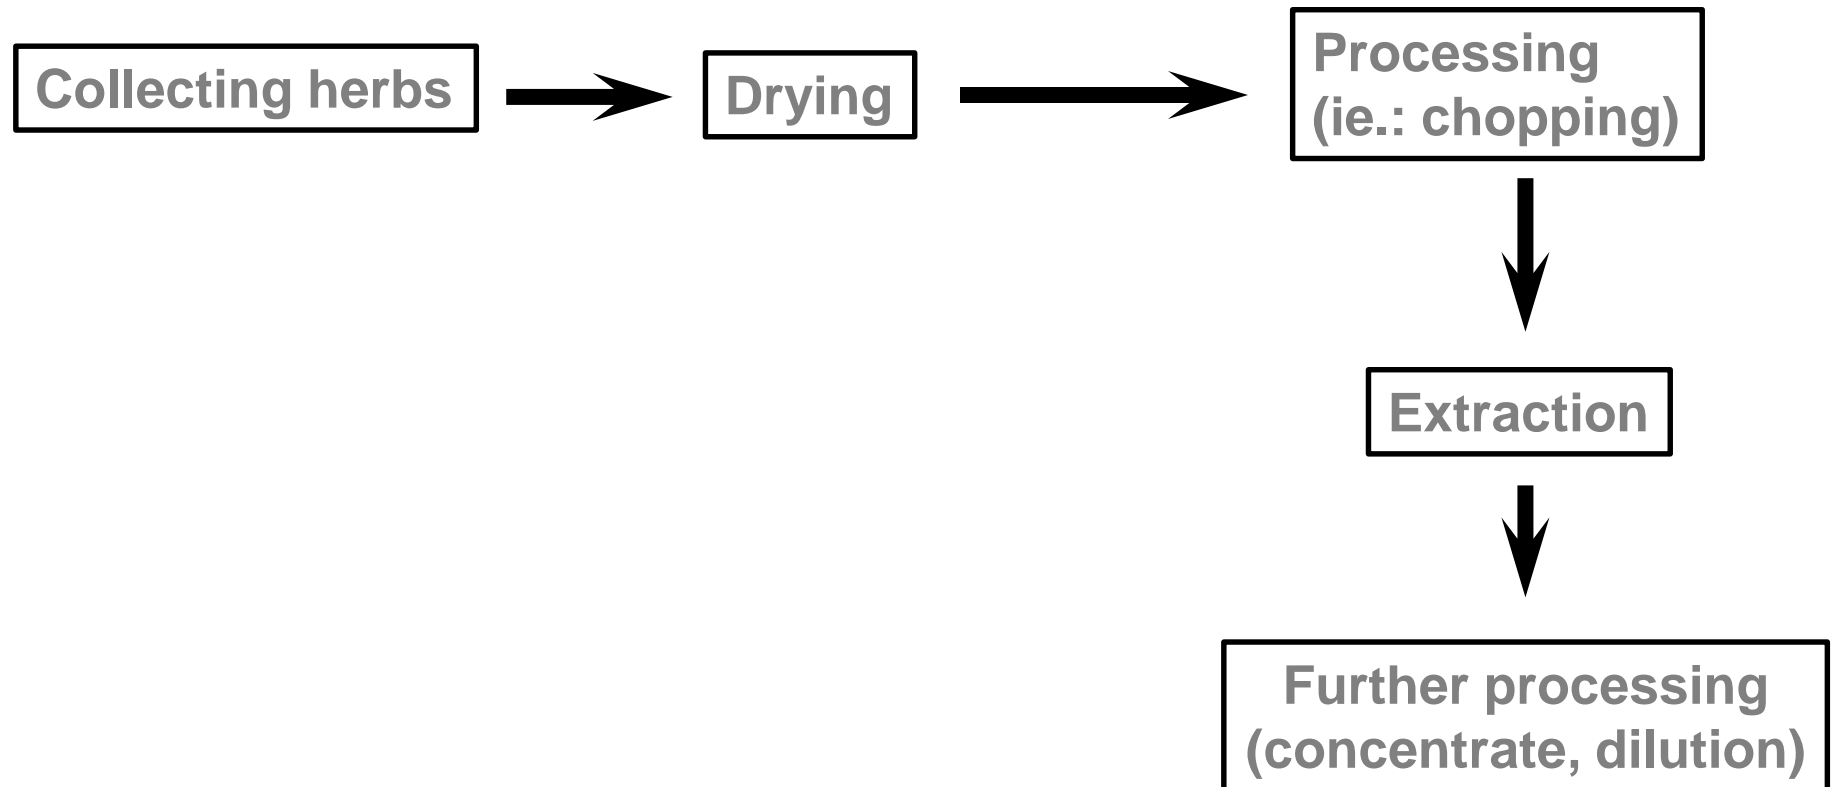 Collecting herbs
Drying
Processing
(ie.: chopping)
Extraction
Further processing
(concentrate, dilution)